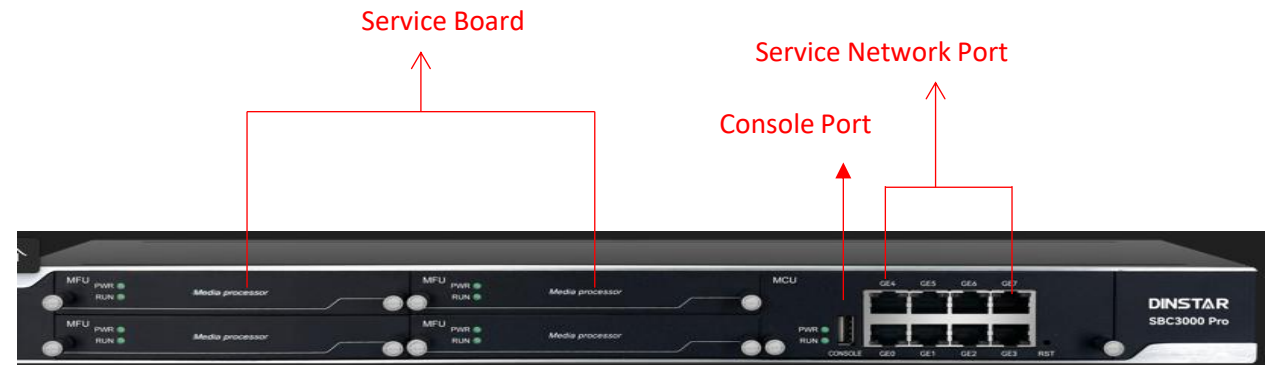 Service Board
Service Network Port
Console Port
MFU
PWR
RUN
Media processor
MFU
PWR
RUN
Media processor
MCU
GE4 GE5 GE6 GE7
DINSTAR
SBC3000 Pro
MFU
PWR
RUN
Media processor
MFU
PWR
RUN
Media processor
PWR
RUN
CONSOLE GE0 GE1 GE2 GE3 RST